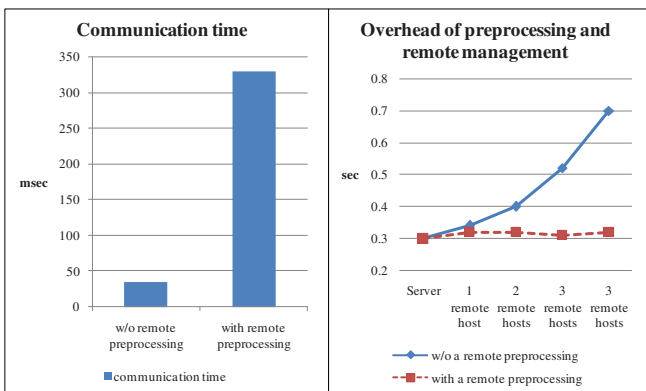 Communication time
350
300
250
200
150
100
50
0
msec
w/o remote
preprocessing
with remote
preprocessing
communication time
Overhead of preprocessing and
remote management
0.8
0.7
0.6
0.5
0.4
0.3
0.2
sec
Server
1
remote
host
2
remote
hosts
3
remote
hosts
3
remote
hosts
w/o a remote preprocessing
with a remote preprocessing